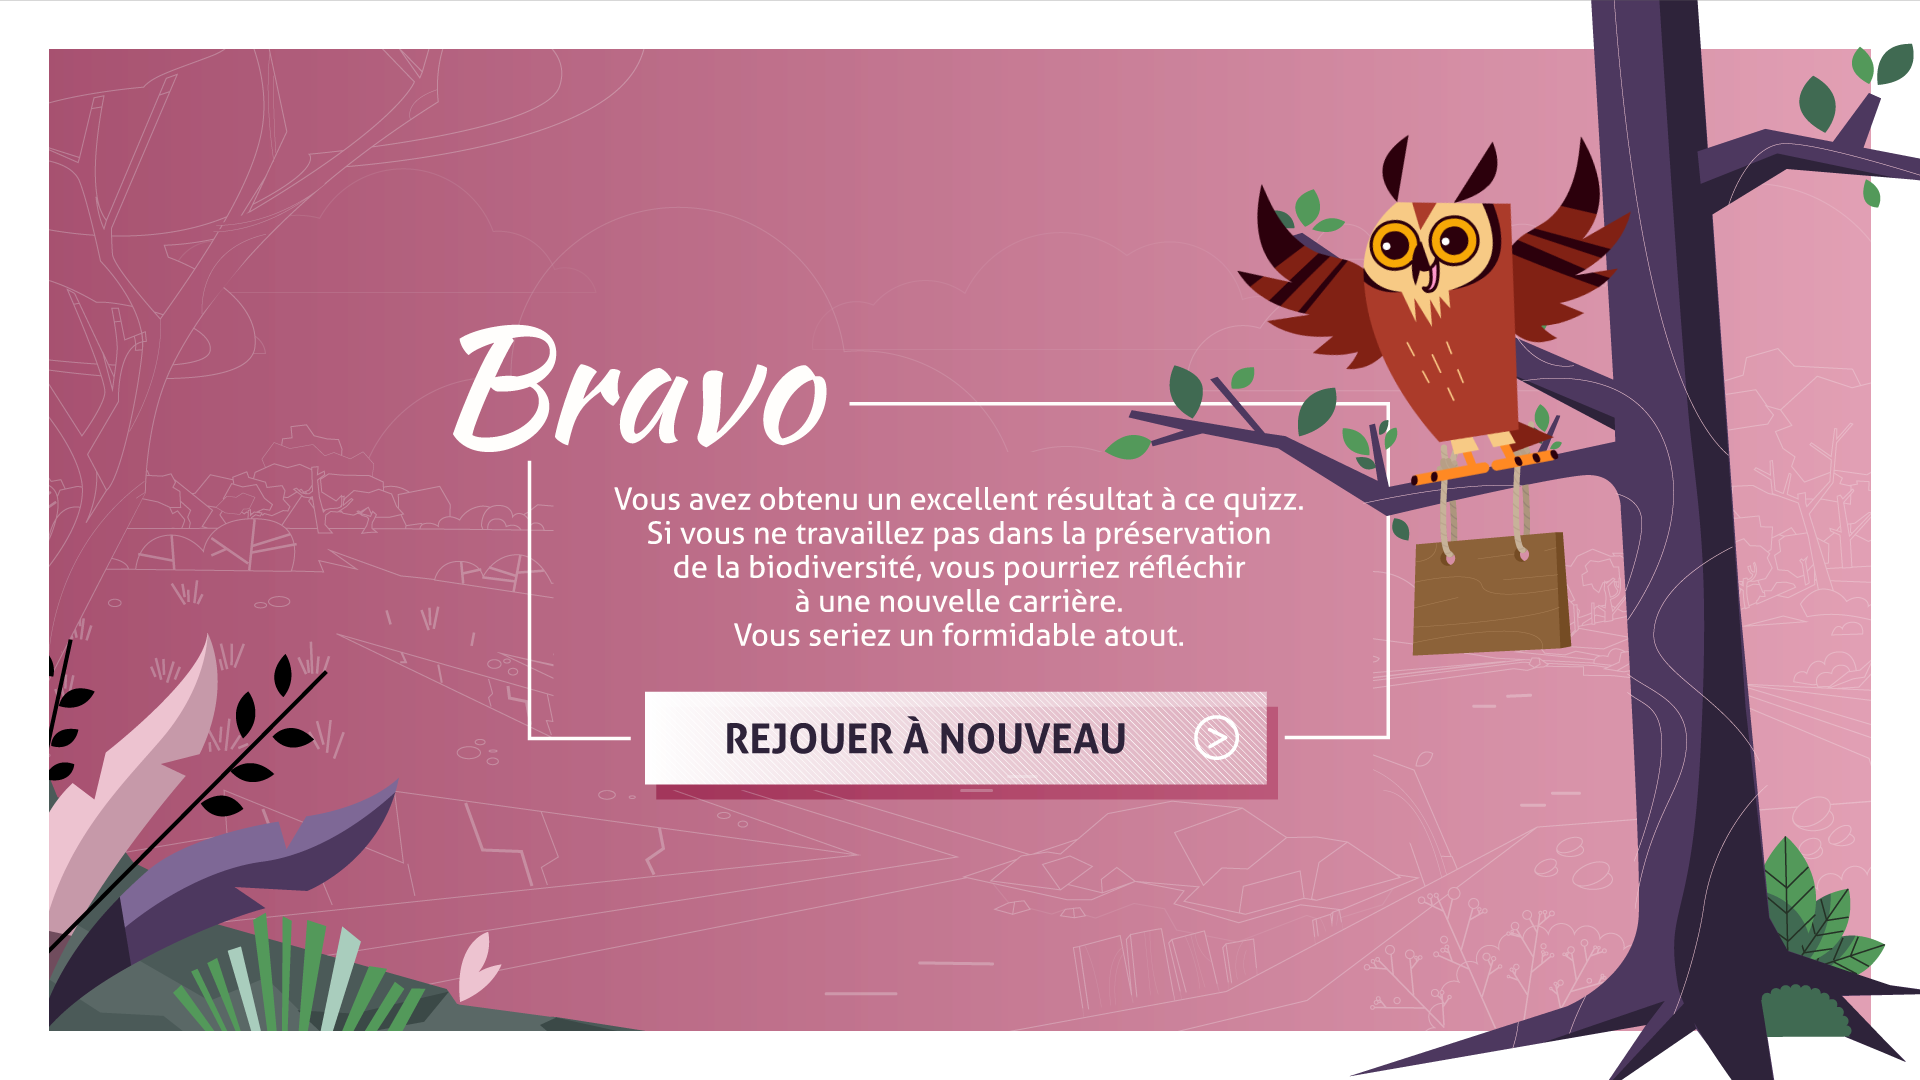 Bravo
Vous avez obtenu un excellent résultat à ce quizz.
Si vous ne travaillez pas dans la préservation
de la biodiversité, vous pourriez réfléchir
à une nouvelle carrière.
Vous seriez un formidable atout.
REJOUER À NOUVEAU